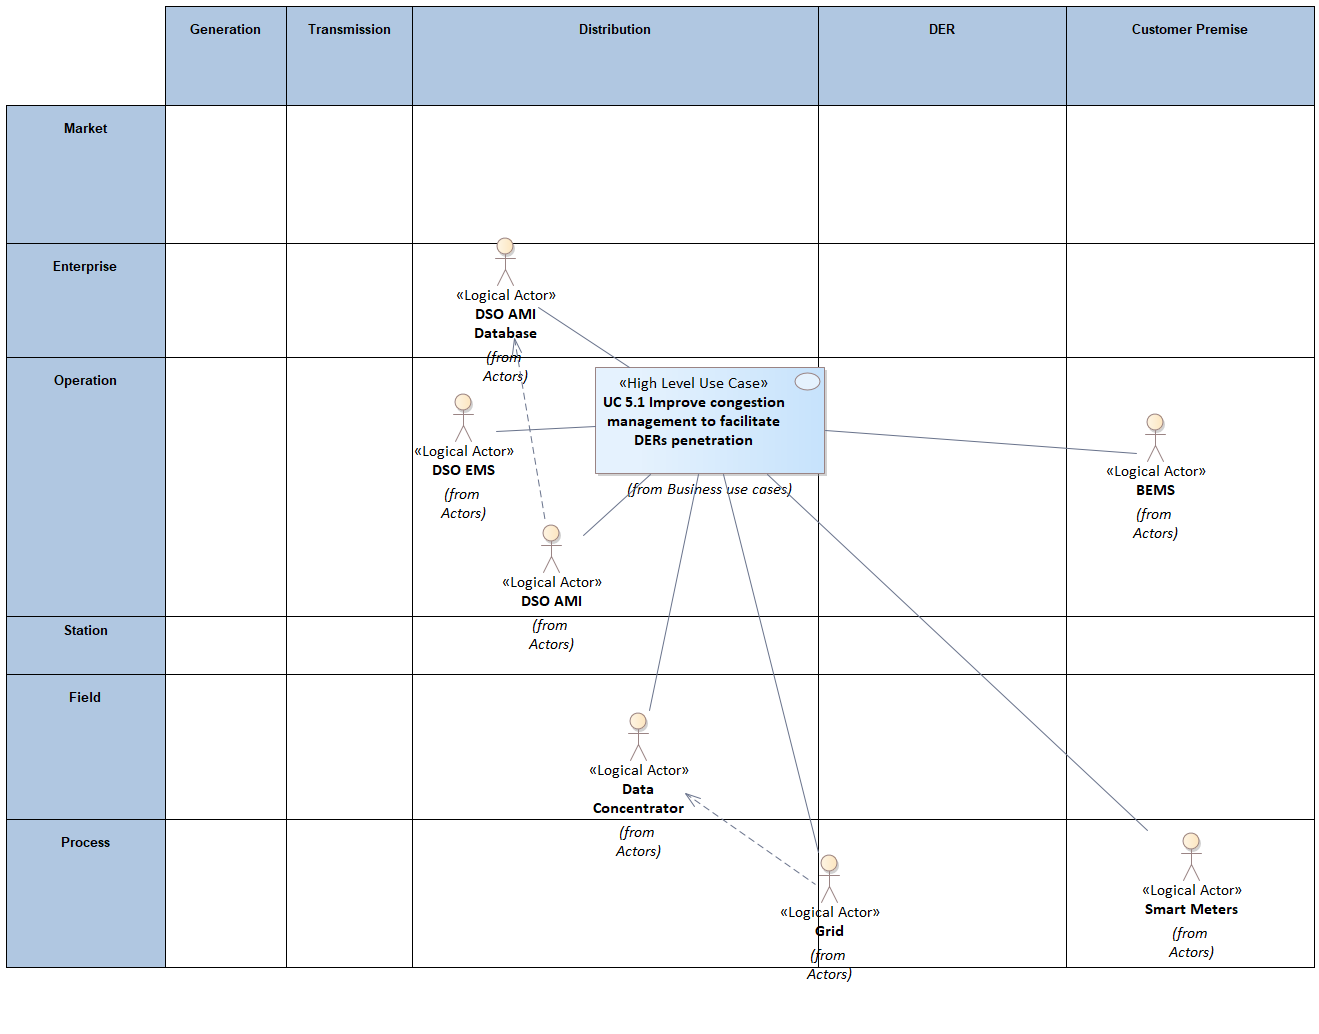 Generation
Transmission
Distribution
DER
Customer Premise
Market
Enterprise
«Logical Actor»
DSO AMI
Database
(from
Actors)
Operation
«High Level Use Case»
UC 5.1 Improve congestion
management to facilitate
DERs penetration
(from Business use cases)
«Logical Actor»
DSO EMS
(from
Actors)
«Logical Actor»
BEMS
(from
Actors)
«Logical Actor»
DSO AMI
(from
Actors)
Station
Field
«Logical Actor»
Data
Concentrator
(from
Actors)
Process
«Logical Actor»
Grid
(from
Actors)
«Logical Actor»
Smart Meters
(from
Actors)